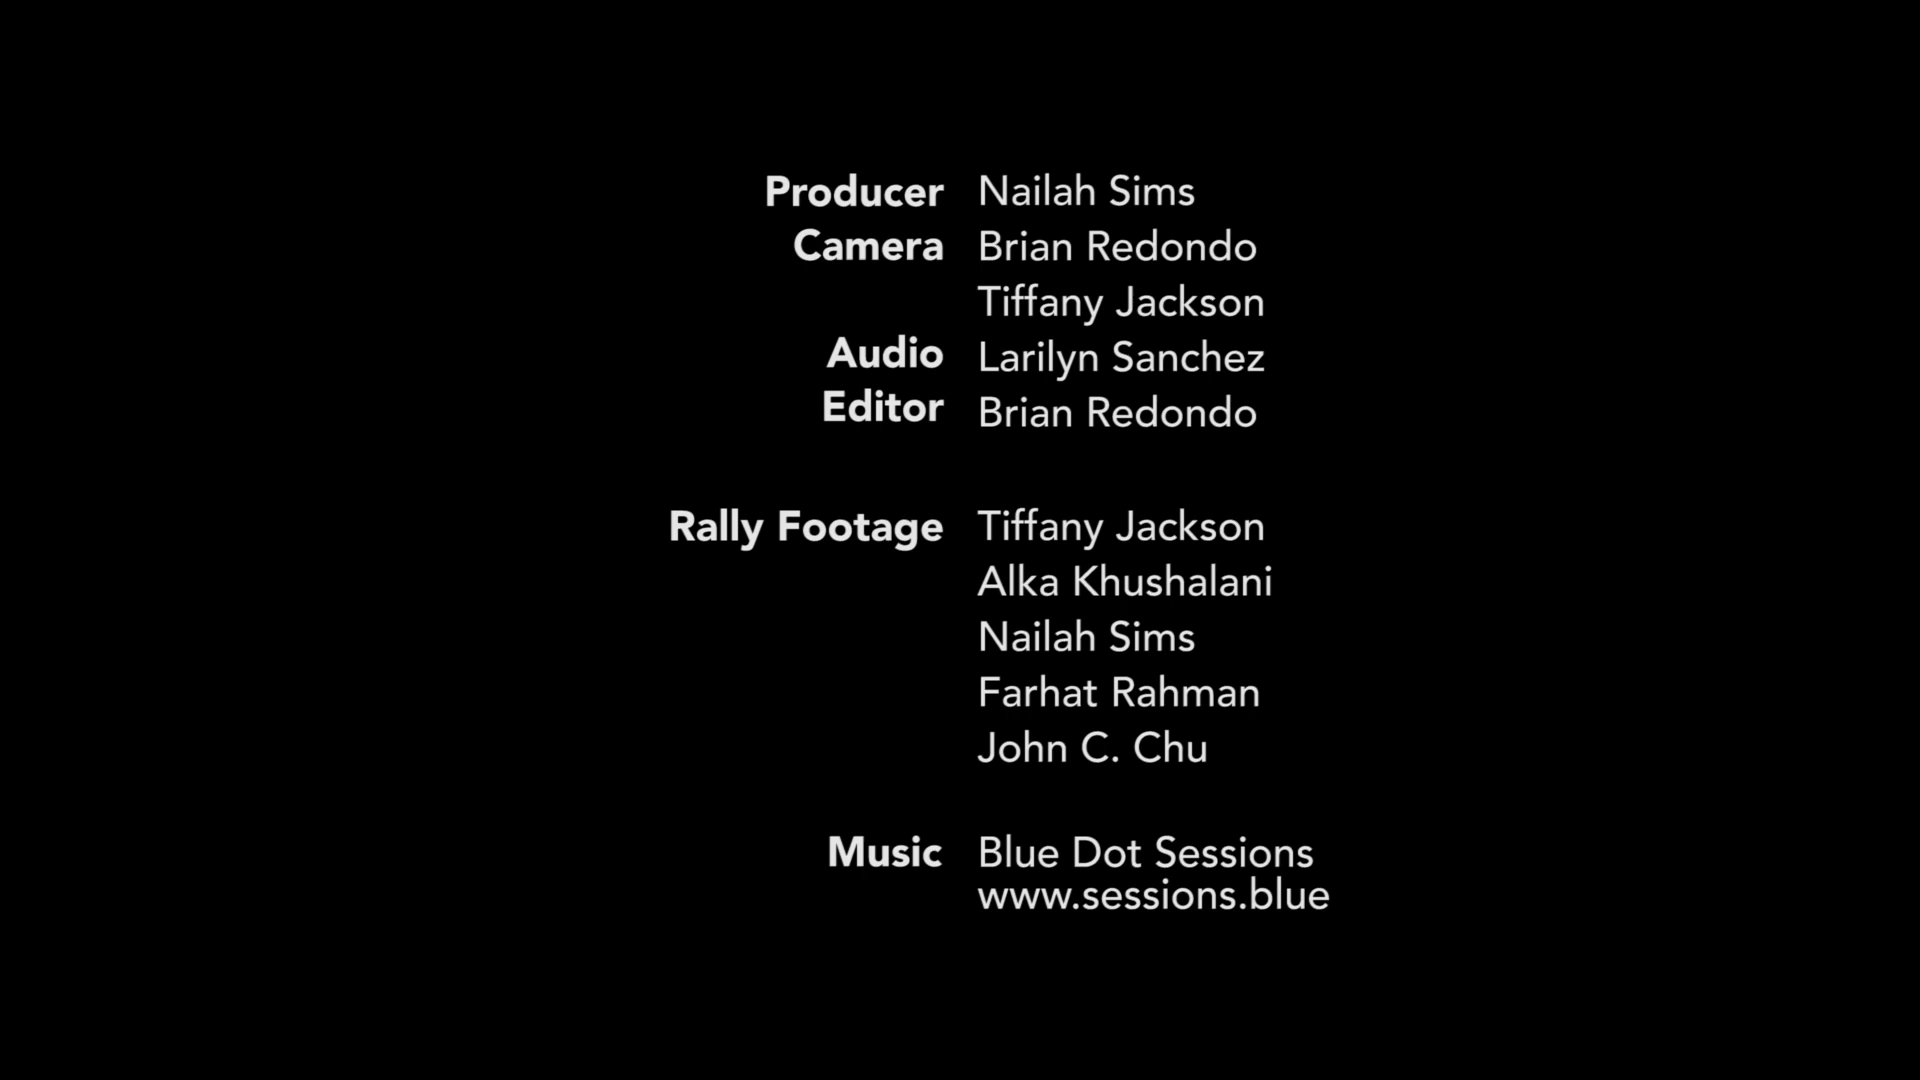 Producer Nailah Sims
Camera Brian Redondo
Tiffany Jackson
Audio Larilyn Sanchez
Editor Brian Redondo
Rally Footage Tiffany Jackson
Alka Khushalani
Nailah Sims
Farhat Rahman
John C. Chu
Music Blue Dot Sessions
www.sessions.blue